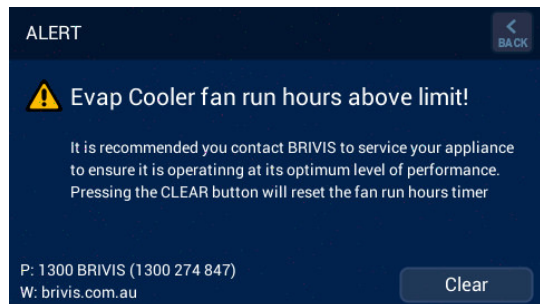 ALERT
BACK
Evap Cooler fan run hours above limit!
It is recommended you contact BRIVIS to service your appliance
to ensure it is operatinng at its optimum level of performance.
Pressing the CLEAR button will reset the fan run hours timer
P: 1300 BRIVIS (1300 274 847)
W: brivis.com.au
Clear